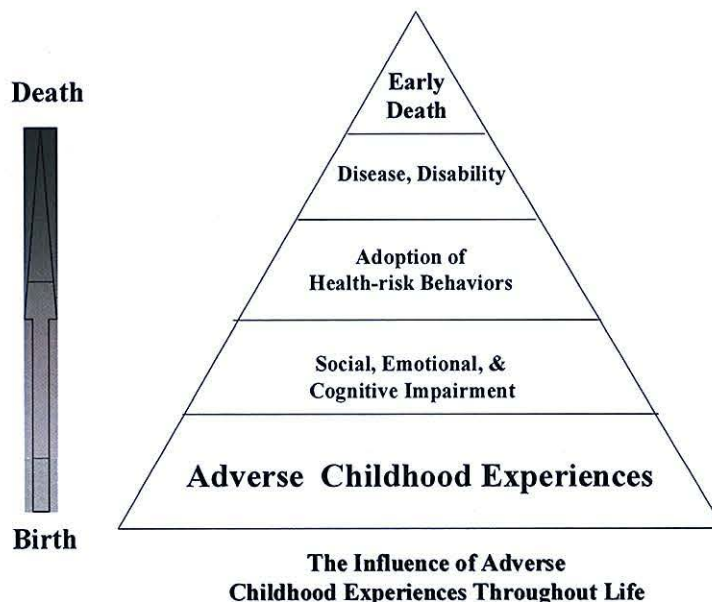 Death
Early
Death
Disease, Disability
Adoption of
Health-risk Behaviors
Social, Emotional, &
Cognitive Impairment
Adverse Childhood Experiences
Birth
The Influence of Adverse
Childhood Experiences Throughout Life